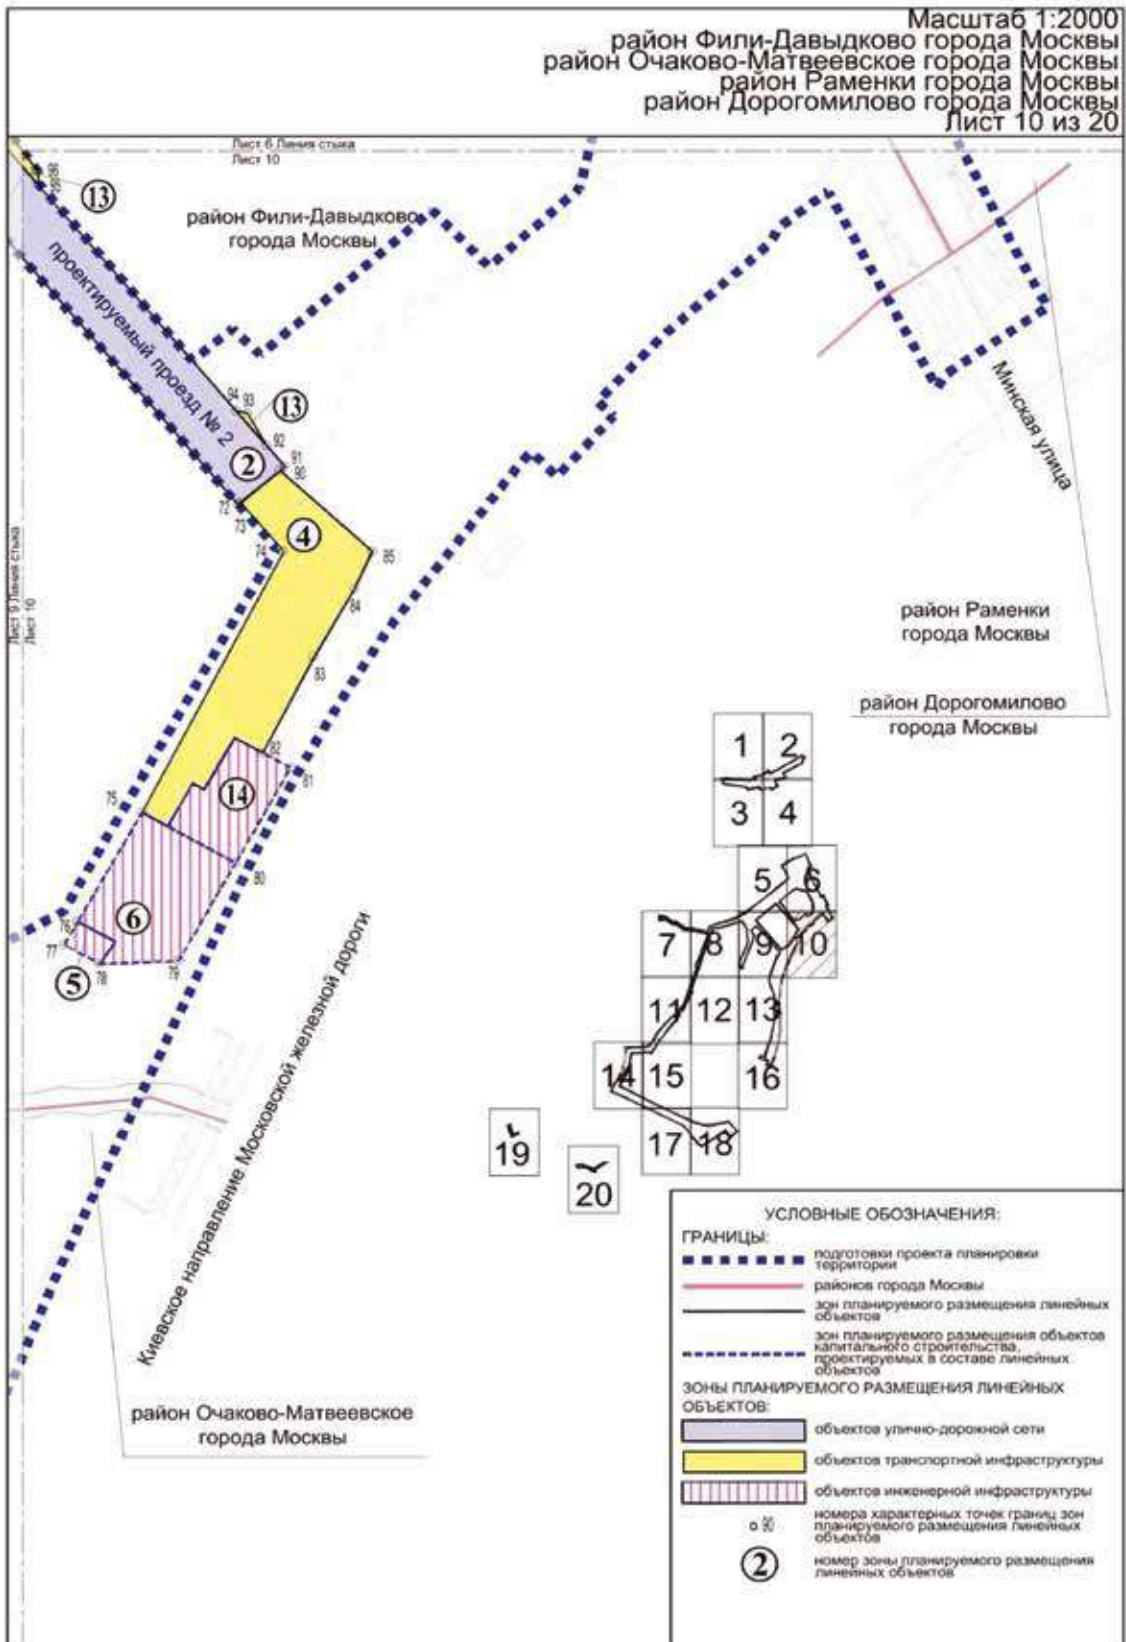 Масштаб 1:2000
район Фили-Давыдково города Москвы
район Очаково-Матвеевское города Москвы
район Раменки города Москвы
район Дорогомилово города Москвы
Лист 10 из 20
Лист 6 Линия стыка
Лист 10
13
район Фили-Давыдково
города Москвы
проектируемый проезд № 2
94
93
13
92
91
90
2
72
73
74
4
85
84
83
82
81
Минская улица
Лист 9 Линия стыка
Лист 10
район Раменки
города Москвы
район Дорогомилово
города Москвы
75
14
80
6
76
77
5
1
2
3
4
5
6
7
8
9
10
11
12
13
14
15
16
17
18
19
20
Киевское направление Московской железной дороги
район Очаково-Матвеевское
города Москвы
УСЛОВНЫЕ ОБОЗНАЧЕНИЯ:
ГРАНИЦЫ:
подготовки проекта планировки
территории
районов города Москвы
зон планируемого размещения линейных
объектов
зон планируемого размещения объектов
капитального строительства,
проектируемых в составе линейных
объектов
ЗОНЫ ПЛАНИРУЕМОГО РАЗМЕЩЕНИЯ ЛИНЕЙНЫХ
ОБЪЕКТОВ:
объектов улично-дорожной сети
объектов транспортной инфраструктуры
объектов инженерной инфраструктуры
90
номера характерных точек границ зон
планируемого размещения линейных
объектов
2
номер зоны планируемого размещения
линейных объектов